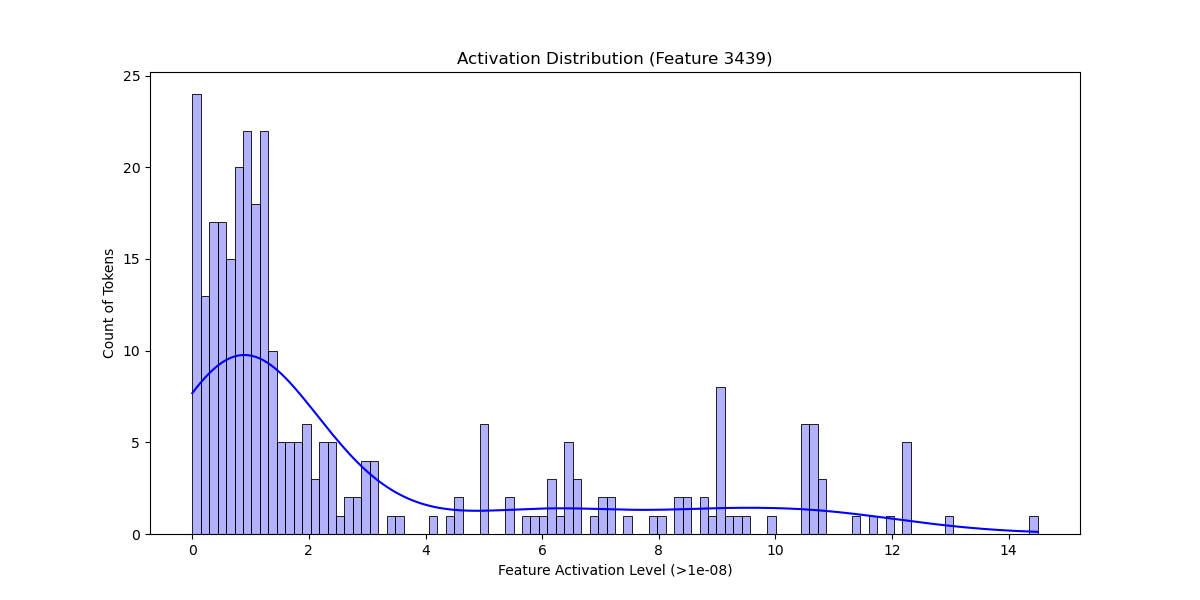 Activation Distribution (Feature 3439)
25
20
15
10
5
0
Count of Tokens
0 2 4 6 8 10 12 14
Feature Activation Level (>1e-08)